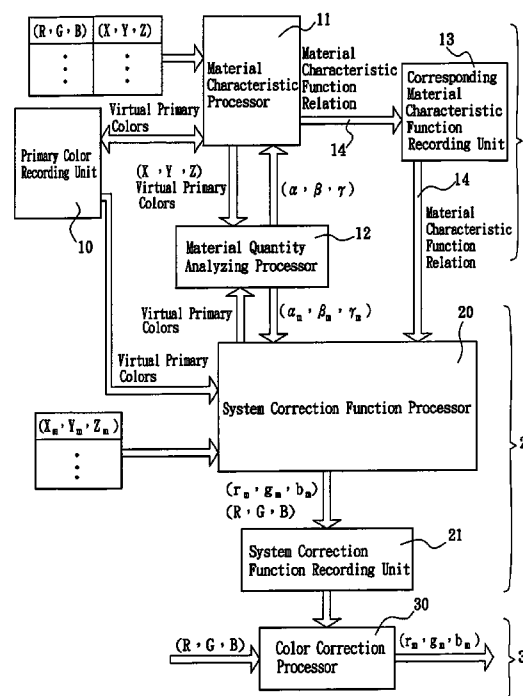 (R,G,B) (X,Y,Z)
11
Material
Characteristic
Processor
Material
Characteristic
Function
Relation
14
13
Corresponding
Material
Characteristic
Function
Recording Unit
Virtual Primary
Colors
Primary Color
Recording Unit
10
(X,Y,Z)
Virtual Primary
Colors
(α,β,γ)
14
Material
Characteristic
Function
Relation
12
Material Quantity
Analyzing Processor
Virtual Primary
Colors
(αm,βm,γm)
20
Virtual Primary
Colors
System Correction Function Processor
(Xm,Ym,Zm)
2
(rm,gm,bm)
(R,G,B)
21
System Correction
Function Recording Unit
30
(R,G,B)
Color Correction
Processor
(rm,gm,bm)
3